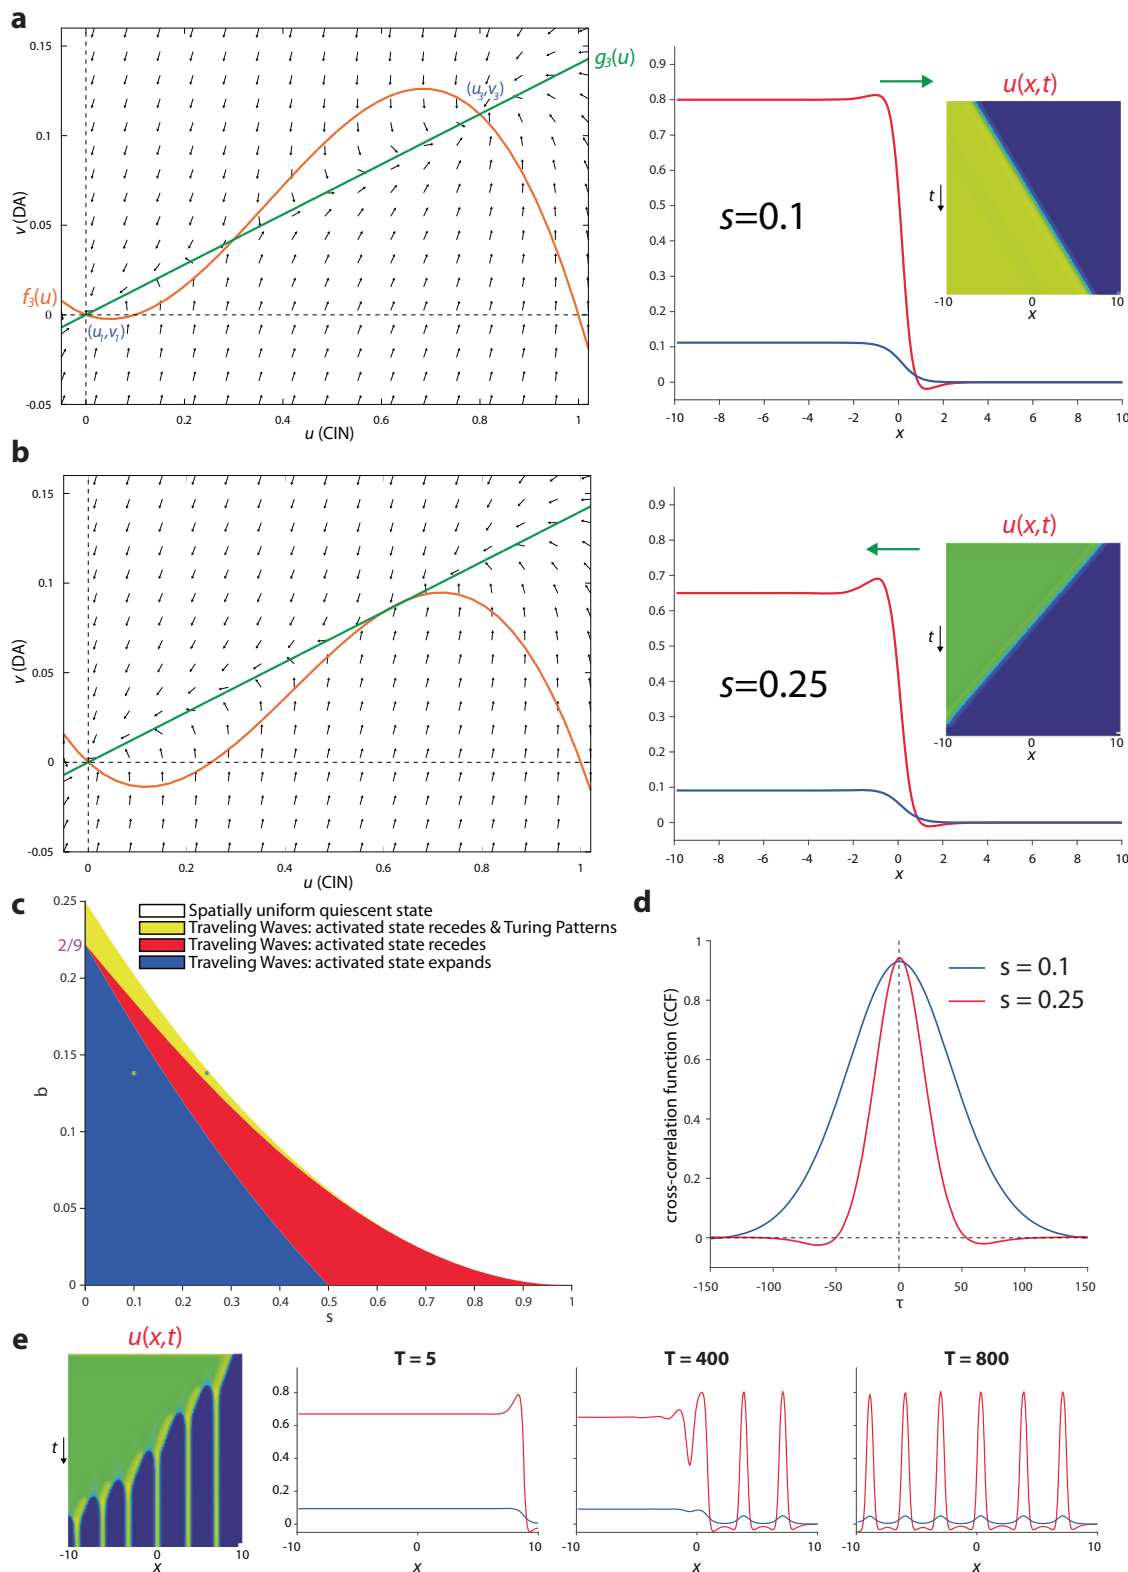 a
0.15
0.1
0.05
0
-0.05
v (DA)
0 0.2 0.4 0.6 0.8 1
u (CIN)
f₃(u)
g₃(u)
(u₁,v₁)
(u₃,v₃)
0.9
0.8
0.7
0.6
0.5
0.4
0.3
0.2
0.1
0
-10 -8 -6 -4 -2 0 2 4 6 8 10
x
s=0.1
u(x,t)
t
-10 0 10
x
b
0.15
0.1
0.05
0
-0.05
v (DA)
0 0.2 0.4 0.6 0.8 1
u (CIN)
0.9
0.8
0.7
0.6
0.5
0.4
0.3
0.2
0.1
0
-10 -8 -6 -4 -2 0 2 4 6 8 10
x
s=0.25
u(x,t)
t
-10 0 10
x
c
Spatially uniform quiescent state
Traveling Waves: activated state recedes & Turing Patterns
Traveling Waves: activated state recedes
Traveling Waves: activated state expands
0.25
2/9
0.2
0.15
0.1
0.05
0
b
0 0.1 0.2 0.3 0.4 0.5 0.6 0.7 0.8 0.9 1
s
d
1
0.8
0.6
0.4
0.2
0
cross-correlation function (CCF)
s = 0.1
s = 0.25
-150 -100 -50 0 50 100 150
τ
e
u(x,t)
t
-10 0 10
x
T = 5
0.8
0.6
0.4
0.2
0
-10 0 10
x
T = 400
-10 0 10
x
T = 800
-10 0 10
x